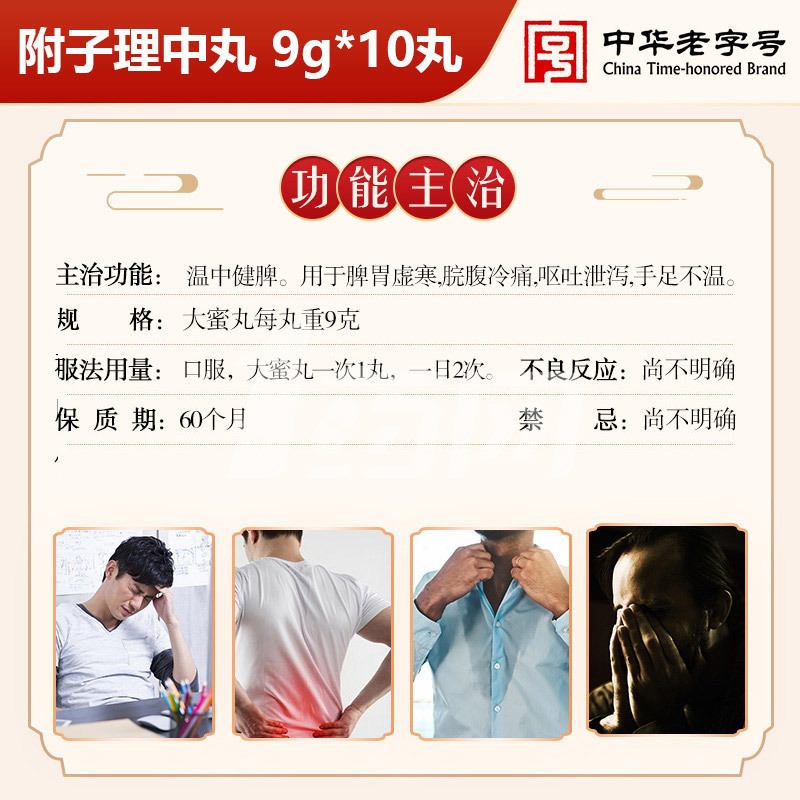 附子理中丸 9g*10丸
中华老字号
China Time-honored Brand
功能主治
主治功能： 温中健脾。用于脾胃虚寒,脘腹冷痛,呕吐泄泻,手足不温。
规 格：大蜜丸每丸重9克
服法用量： 口服，大蜜丸一次1丸，一日2次。 不良反应：尚不明确
保 质 期：60个月 禁 忌：尚不明确